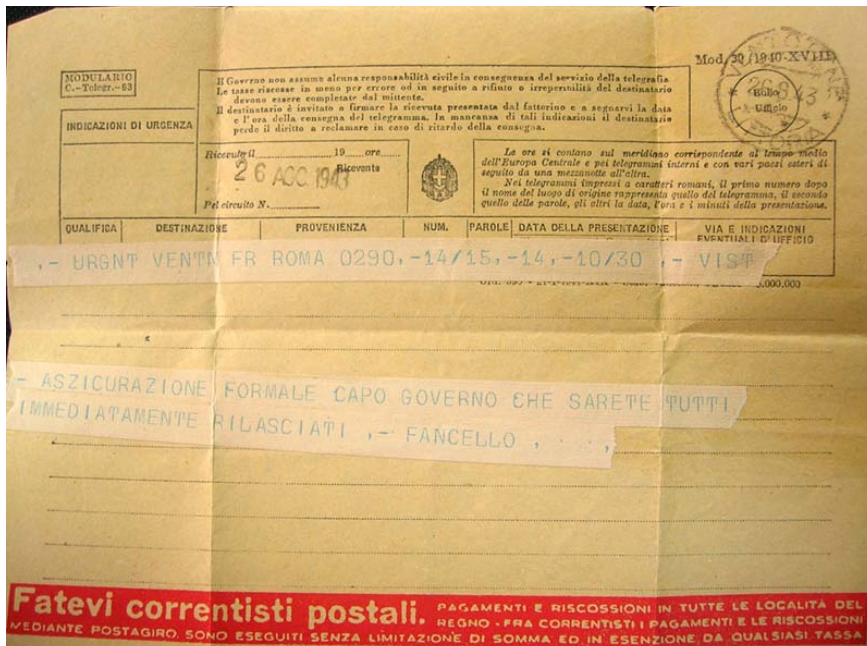 MODULARIO
C.-Telegr.-63
Il Governo non assume alcuna responsabilità civile in conseguenza del servizio della telegrafia.
Le tasse riscosse in meno per errore od in seguito a rifiuto o irreperibilità del destinatario
devono essere completate dal mittente.
Il destinatario è invitato a firmare la ricevuta presentata dal fattorino e a segnarvi la data
e l'ora della consegna del telegramma. In mancanza di tali indicazioni il destinatario
perde il diritto a reclamare in caso di ritardo della consegna.
Mod. 30 (1940-XVIII)
26.8.43
Bollo
Ufficio
INDICAZIONI DI URGENZA
Ricevuto il 19 ore
26 AGO. 1943
Ricevente
Pel circuito N.
Le ore si contano sul meridiano corrispondente al tempo medio
dell'Europa Centrale e pei telegrammi interni e con vari paesi esteri di
seguito da una mezzanotte all'altra.
Nei telegrammi impressi a caratteri romani, il primo numero dopo
il nome del luogo di origine rappresenta quello del telegramma, il secondo
quello delle parole, gli altri la data, l'ora e i minuti della presentazione.
QUALIFICA DESTINAZIONE PROVENIENZA NUM. PAROLE DATA DELLA PRESENTAZIONE VIA E INDICAZIONI
EVENTUALI D'UFFICIO
,- URGNT VENTN FR ROMA 0290,-14/15,-14,-10/30 ,- VIST
- ASZICURAZIONE FORMALE CAPO GOVERNO CHE SARETE TUTTI
IMMEDIATAMENTE RILASCIATI ,- FANCELLO , ,
Fatevi correntisti postali. PAGAMENTI E RISCOSSIONI IN TUTTE LE LOCALITÀ DEL
REGNO - FRA CORRENTISTI I PAGAMENTI E LE RISCOSSIONI
MEDIANTE POSTAGIRO, SONO ESEGUITI SENZA LIMITAZIONE DI SOMMA ED IN ESENZIONE DA QUALSIASI TASSA